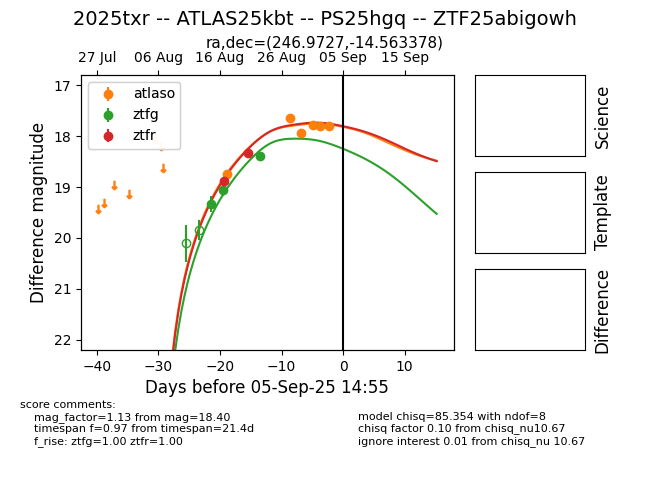 2025txr -- ATLAS25kbt -- PS25hgq -- ZTF25abigowh
ra,dec=(246.9727,-14.563378)
27 Jul 06 Aug 16 Aug 26 Aug 05 Sep 15 Sep
atlaso
ztfg
ztfr
17
18
19
20
21
22
Difference magnitude
−40 −30 −20 −10 0 10
Days before 05-Sep-25 14:55
Science
Template
Difference
score comments:
mag_factor=1.13 from mag=18.40
timespan f=0.97 from timespan=21.4d
f_rise: ztfg=1.00 ztfr=1.00
model chisq=85.354 with ndof=8
chisq factor 0.10 from chisq_nu10.67
ignore interest 0.01 from chisq_nu 10.67